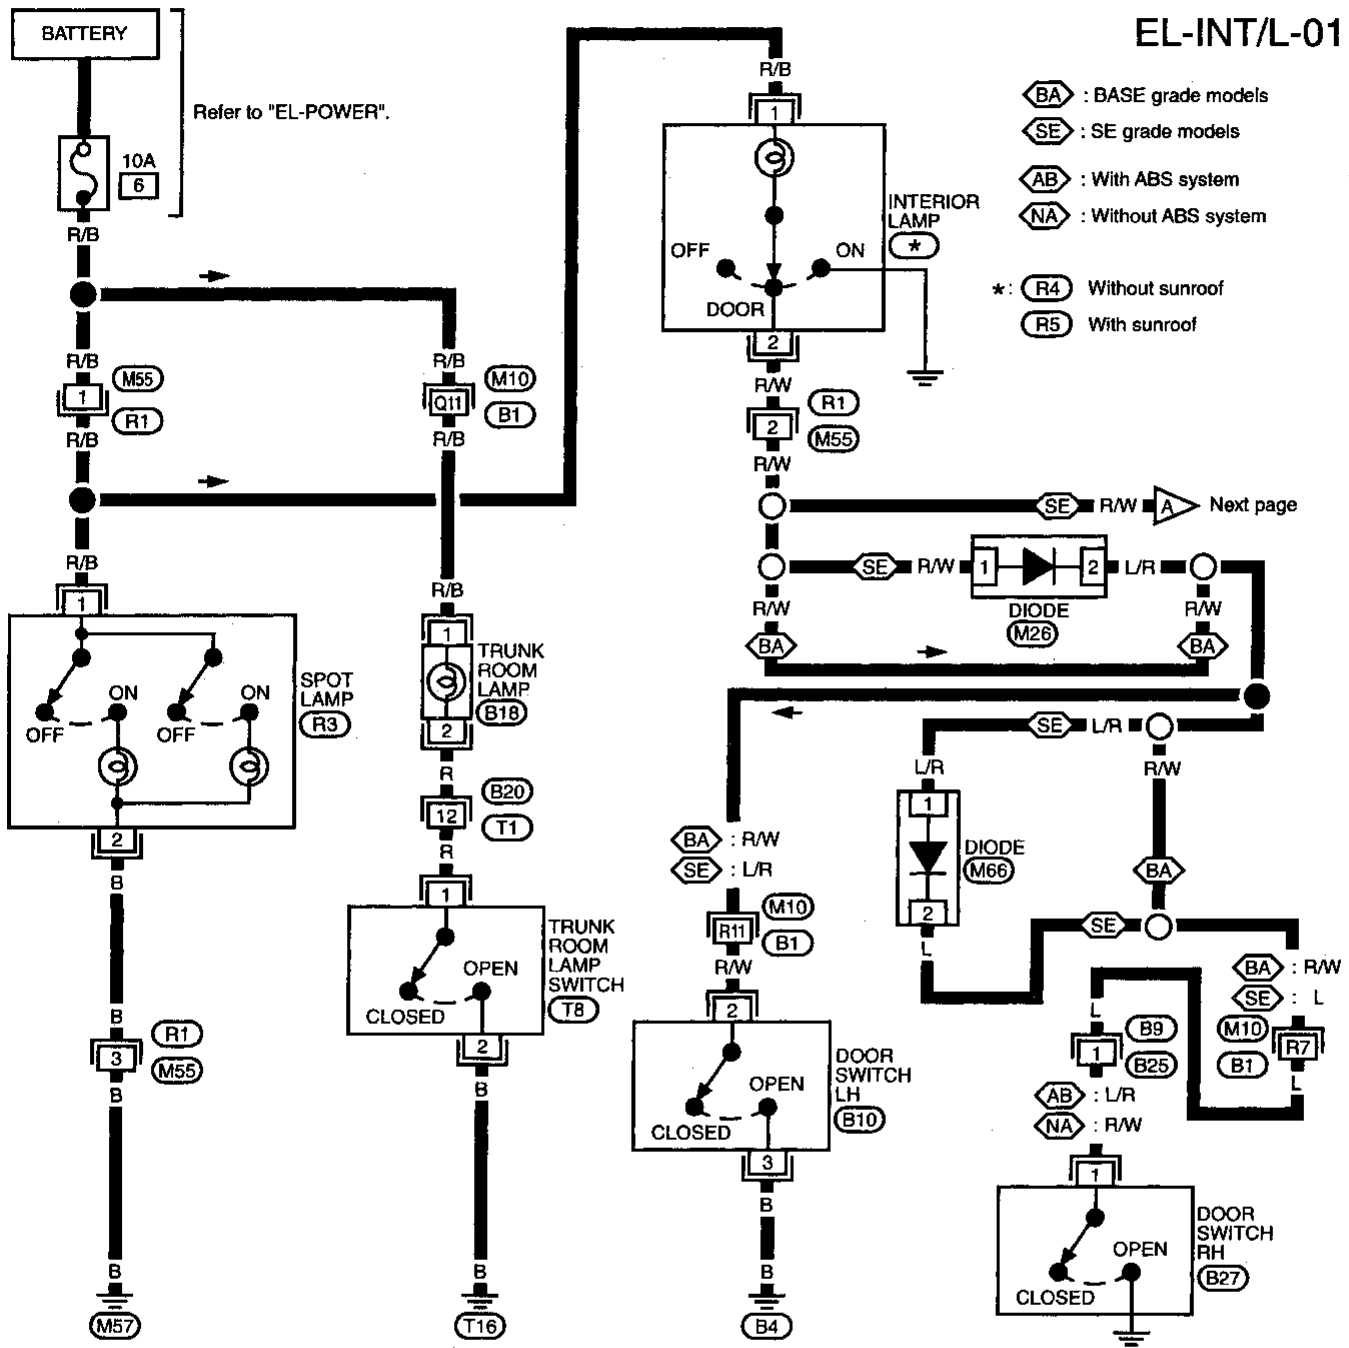 EL-INT/L-01
BATTERY
Refer to "EL-POWER".
10A
6
R/B
R/B
M55
1
R1
R/B
R/B
M10
Q11
B1
R/B
R/B
1
ON
ON
OFF
OFF
SPOT
LAMP
R3
2
B
B
R1
3
M55
B
B
M57
R/B
1
TRUNK
ROOM
LAMP
B18
2
R
B20
12
T1
R
1
TRUNK
ROOM
LAMP
SWITCH
T8
OPEN
CLOSED
2
B
B
T16
R/B
1
INTERIOR
LAMP
*
OFF
ON
DOOR
2
R/W
R1
2
M55
R/W
BA : BASE grade models
SE : SE grade models
AB : With ABS system
NA : Without ABS system
*: R4 Without sunroof
R5 With sunroof
SE R/W A Next page
SE R/W 1 2 L/R
DIODE
M26
R/W
R/W
BA
BA
SE L/R
L/R
R/W
1
DIODE
M66
2
L
BA
SE
BA : R/W
SE : L/R
M10
R11
B1
R/W
2
DOOR
SWITCH
LH
B10
OPEN
CLOSED
3
B
B
B4
BA : R/W
SE : L
M10
R7
B1
L
L
B9
1
B25
AB : L/R
NA : R/W
1
DOOR
SWITCH
RH
B27
OPEN
CLOSED